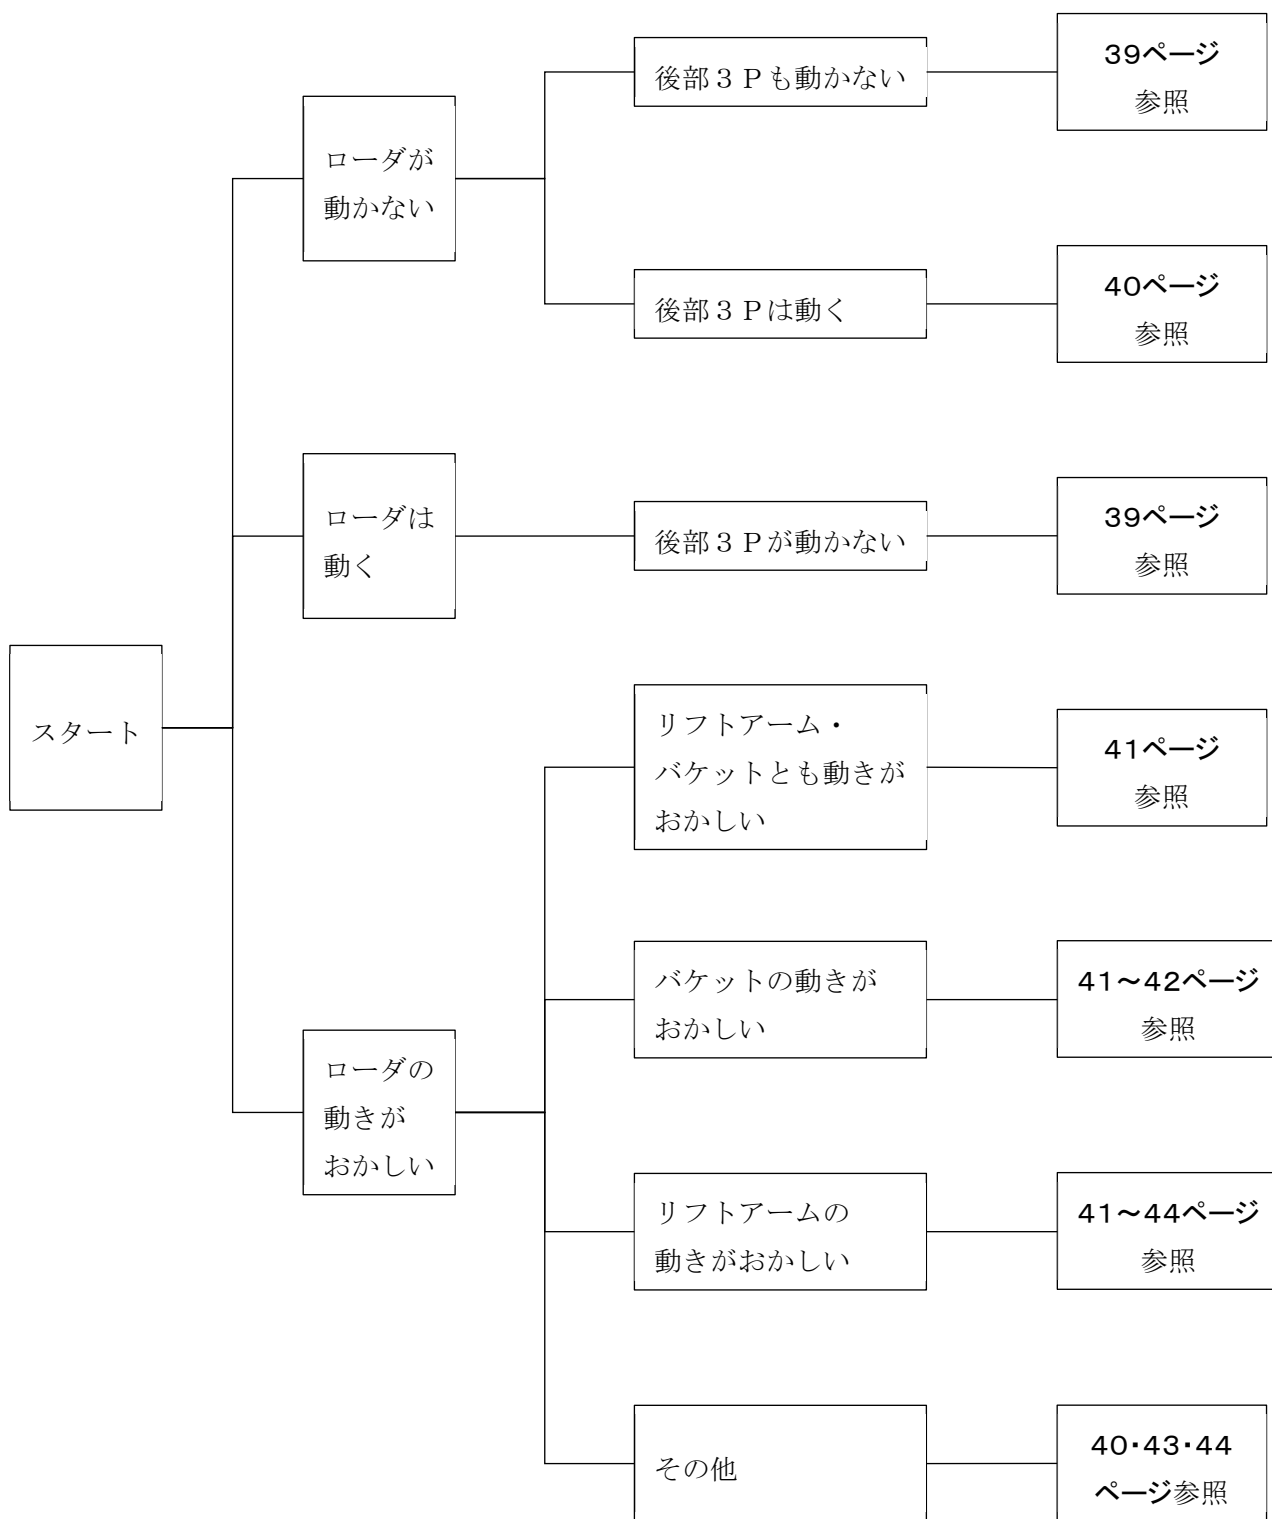 後部３Ｐも動かない
39ページ
参照
ローダが
動かない
後部３Ｐは動く
40ページ
参照
ローダは
動く
後部３Ｐが動かない
39ページ
参照
スタート
リフトアーム・
バケットとも動きが
おかしい
41ページ
参照
バケットの動きが
おかしい
41～42ページ
参照
ローダの
動きが
おかしい
リフトアームの
動きがおかしい
41～44ページ
参照
その他
40・43・44
ページ参照